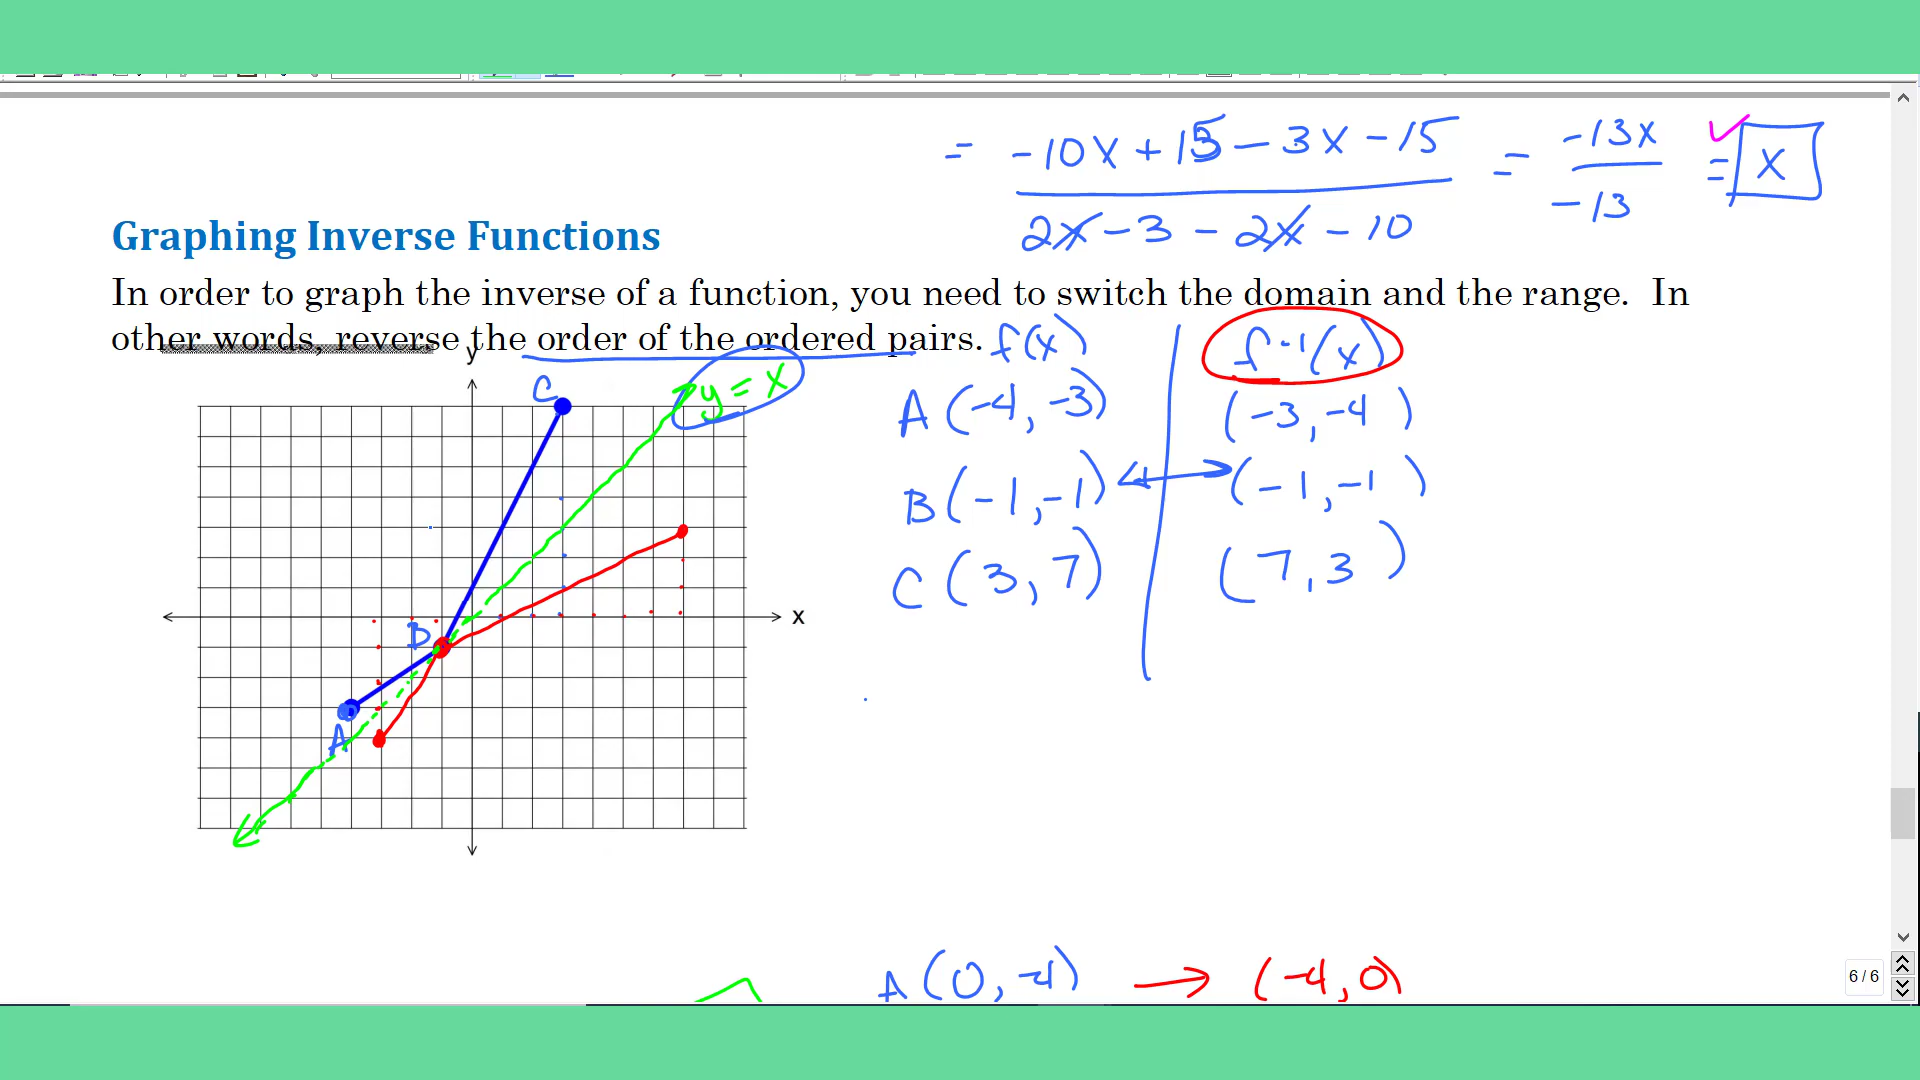 = -10x + 15 - 3x - 15 / 2x - 3 - 2x - 10 = -13x / -13 = x
Graphing Inverse Functions
In order to graph the inverse of a function, you need to switch the domain and the range. In
other words, reverse the order of the ordered pairs.
f(x) f⁻¹(x)
A(-4, -3) (-3, -4)
B(-1, -1) (-1, -1)
C(3, 7) (7, 3)
y
C
y = x
x
B
A
A(0, -4) → (-4, 0)
6 / 6